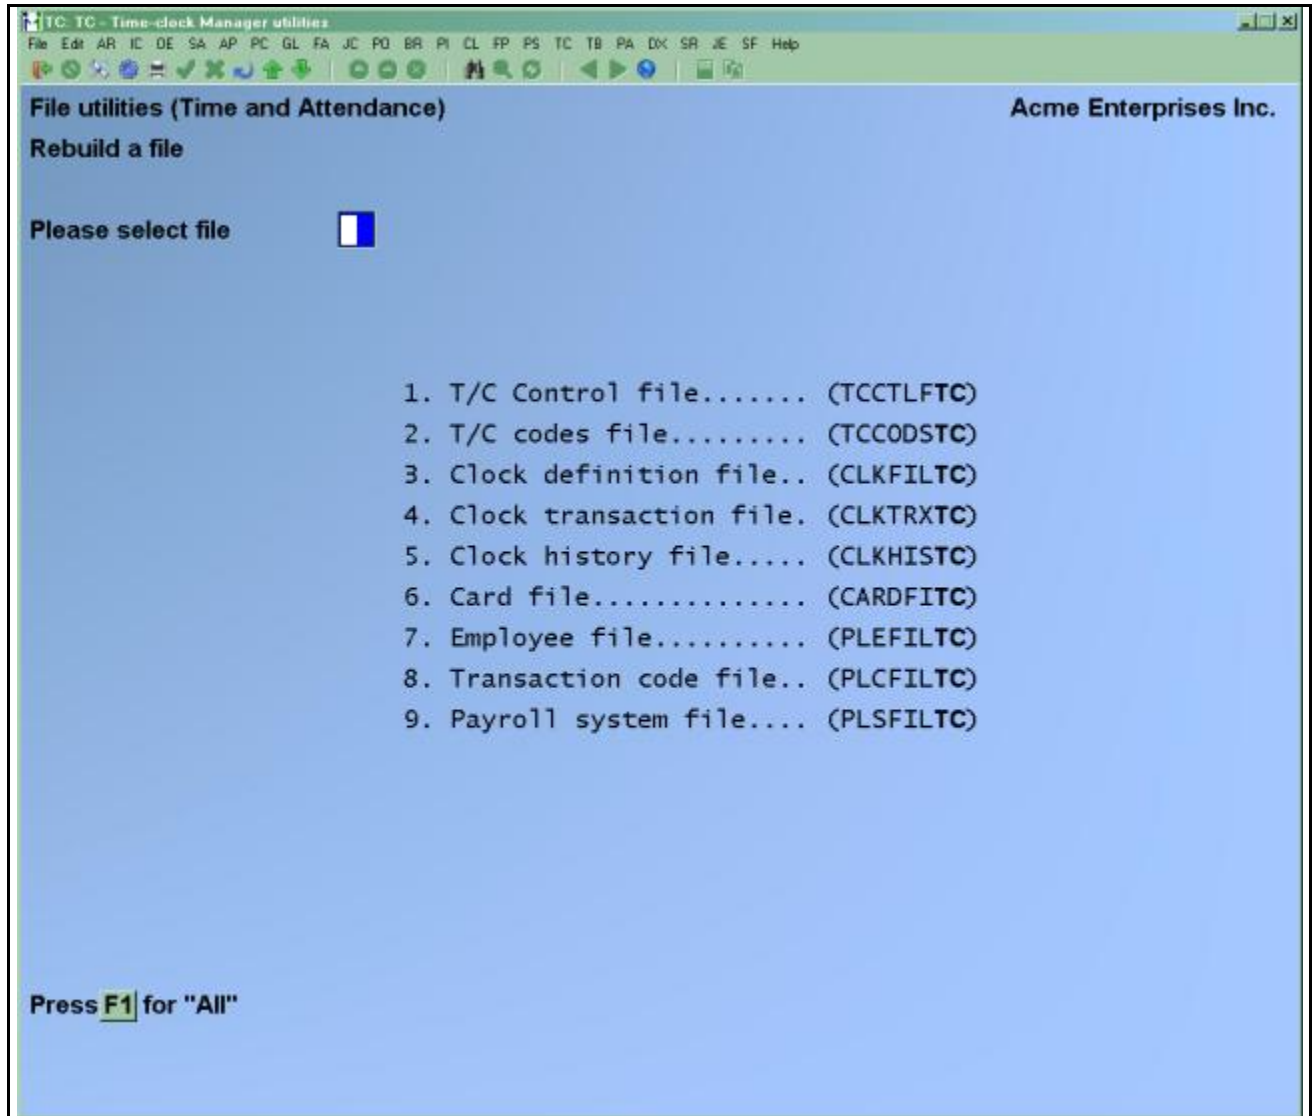 TC: TC - Time-clock Manager utilities
File Edit AR IC OE SA AP PC GL FA JC PO BR PI CL FP PS TC TB PA DX SR JE SF Help
File utilities (Time and Attendance) Acme Enterprises Inc.
Rebuild a file
Please select file
1. T/C Control file....... (TCCTLFTC)
2. T/C codes file......... (TCCODSTC)
3. Clock definition file.. (CLKFILTC)
4. Clock transaction file. (CLKTRXTC)
5. Clock history file..... (CLKHISTC)
6. Card file.............. (CARDFITC)
7. Employee file.......... (PLEFILTC)
8. Transaction code file.. (PLCFILTC)
9. Payroll system file.... (PLSFILTC)
Press F1 for "All"